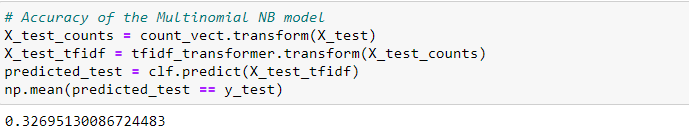 # Accuracy of the Multinomial NB model
X_test_counts = count_vect.transform(X_test)
X_test_tfidf = tfidf_transformer.transform(X_test_counts)
predicted_test = clf.predict(X_test_tfidf)
np.mean(predicted_test == y_test)
0.32695130086724483